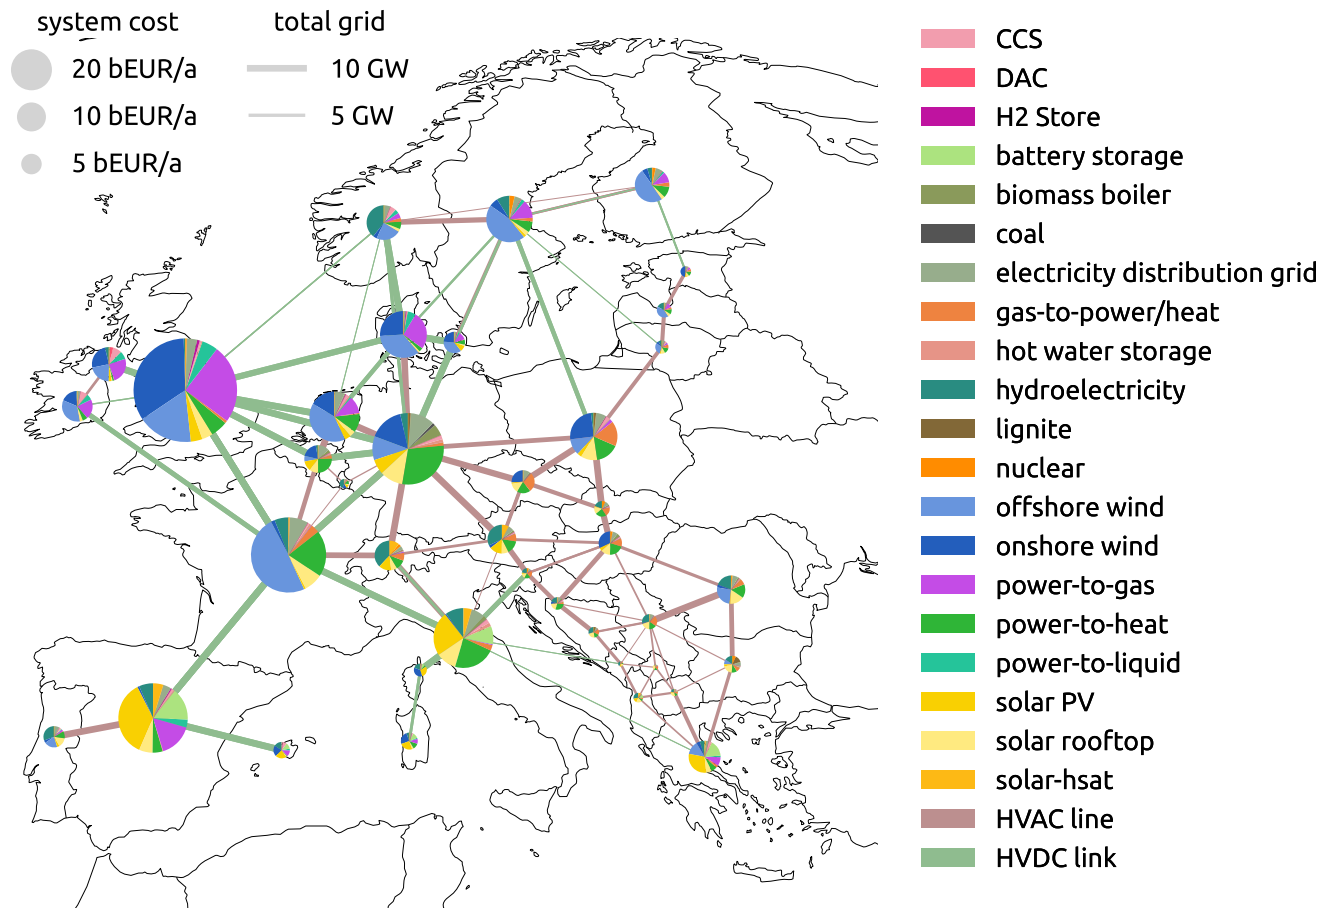 system cost
20 bEUR/a
10 bEUR/a
5 bEUR/a
total grid
10 GW
5 GW
CCS
DAC
H2 Store
battery storage
biomass boiler
coal
electricity distribution grid
gas-to-power/heat
hot water storage
hydroelectricity
lignite
nuclear
offshore wind
onshore wind
power-to-gas
power-to-heat
power-to-liquid
solar PV
solar rooftop
solar-hsat
HVAC line
HVDC link